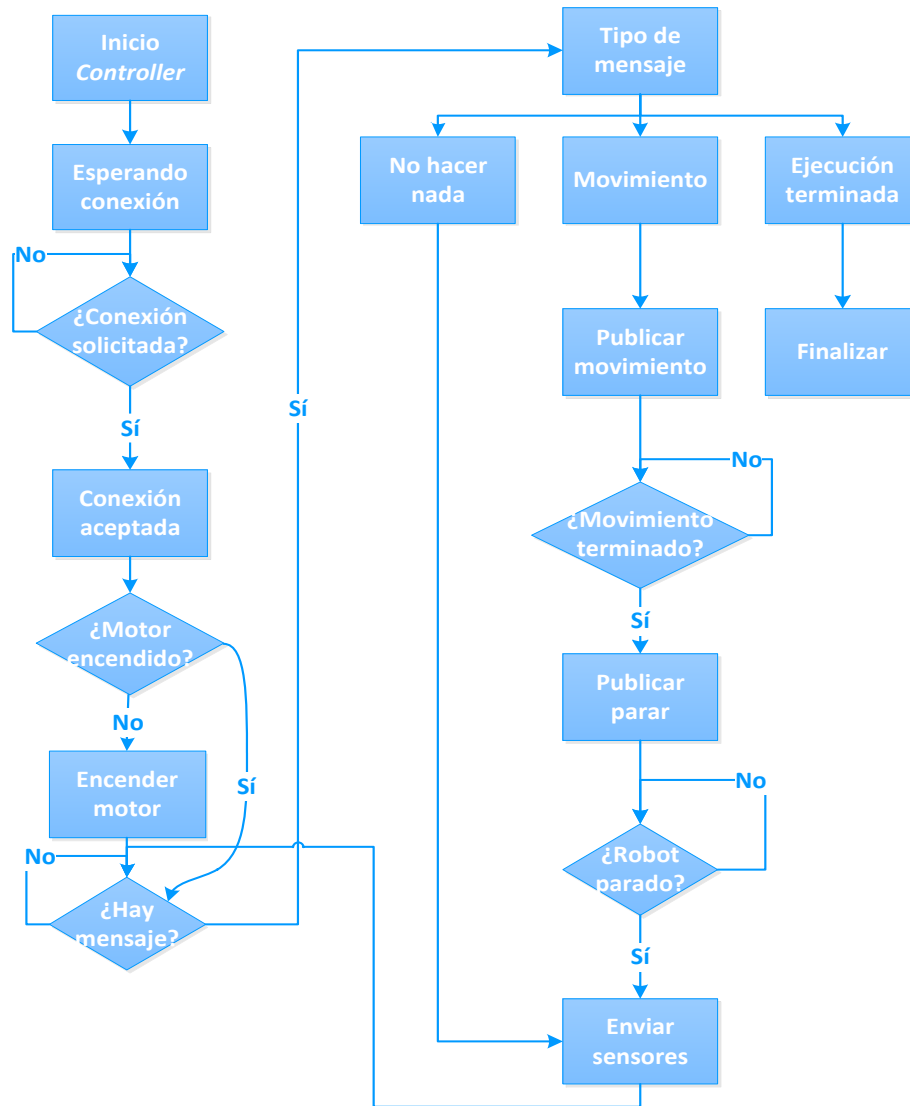 Inicio
Controller
Esperando
conexión
No
¿Conexión
solicitada?
Sí
Conexión
aceptada
¿Motor
encendido?
No
Sí
Encender
motor
No
¿Hay
mensaje?
Sí
Tipo de
mensaje
No hacer
nada
Movimiento
Ejecución
terminada
Publicar
movimiento
Finalizar
No
¿Movimiento
terminado?
Sí
Publicar
parar
No
¿Robot
parado?
Sí
Enviar
sensores